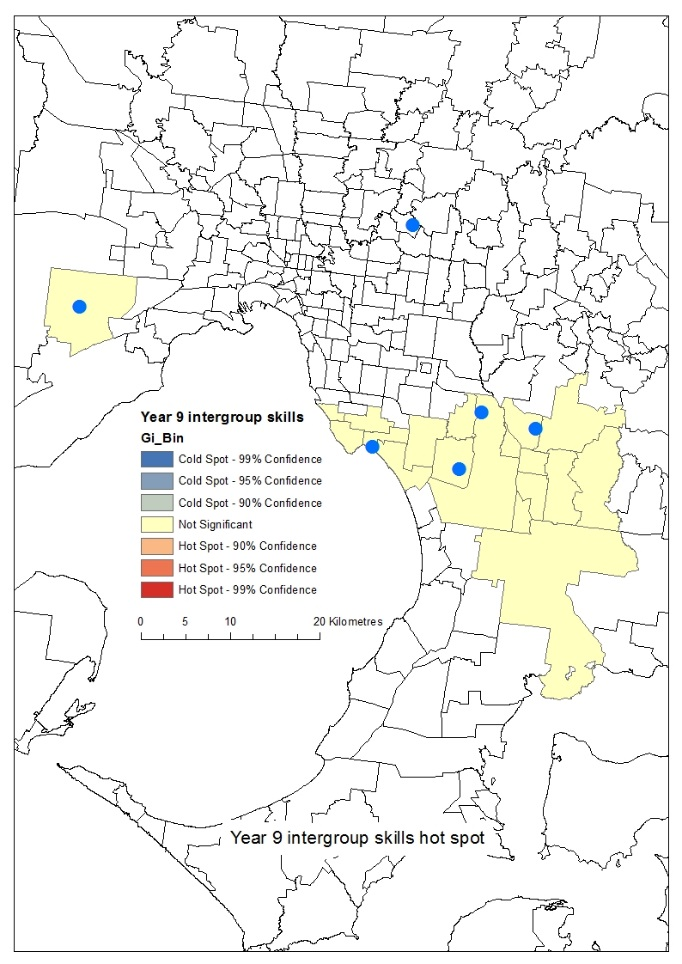 Year 9 intergroup skills
Gi_Bin
Cold Spot - 99% Confidence
Cold Spot - 95% Confidence
Cold Spot - 90% Confidence
Not Significant
Hot Spot - 90% Confidence
Hot Spot - 95% Confidence
Hot Spot - 99% Confidence
0 5 10 20 Kilometres
Year 9 intergroup skills hot spot